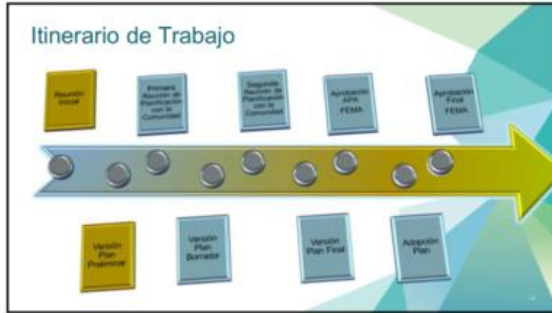 Itinerario de Trabajo
Reunión
Inicial
Primera
Reunión de
Planificación
con la
Comunidad
Segunda
Reunión de
Planificación
con la
Comunidad
Aprobación
APA
FEMA
Aprobación
Final
FEMA
Versión
Plan
Preliminar
Versión
Plan
Borrador
Versión
Plan Final
Adopción
Plan